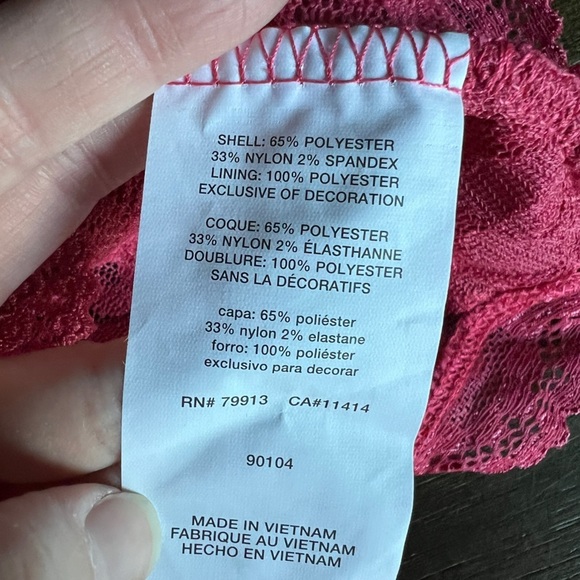 SHELL: 65% POLYESTER
33% NYLON 2% SPANDEX
LINING: 100% POLYESTER
EXCLUSIVE OF DECORATION
COQUE: 65% POLYESTER
33% NYLON 2% ÉLASTHANNE
DOUBLURE: 100% POLYESTER
SANS LA DÉCORATIFS
capa: 65% poliéster
33% nylon 2% elastane
forro: 100% poliéster
exclusivo para decorar
RN# 79913 CA#11414
90104
MADE IN VIETNAM
FABRIQUE AU VIETNAM
HECHO EN VIETNAM